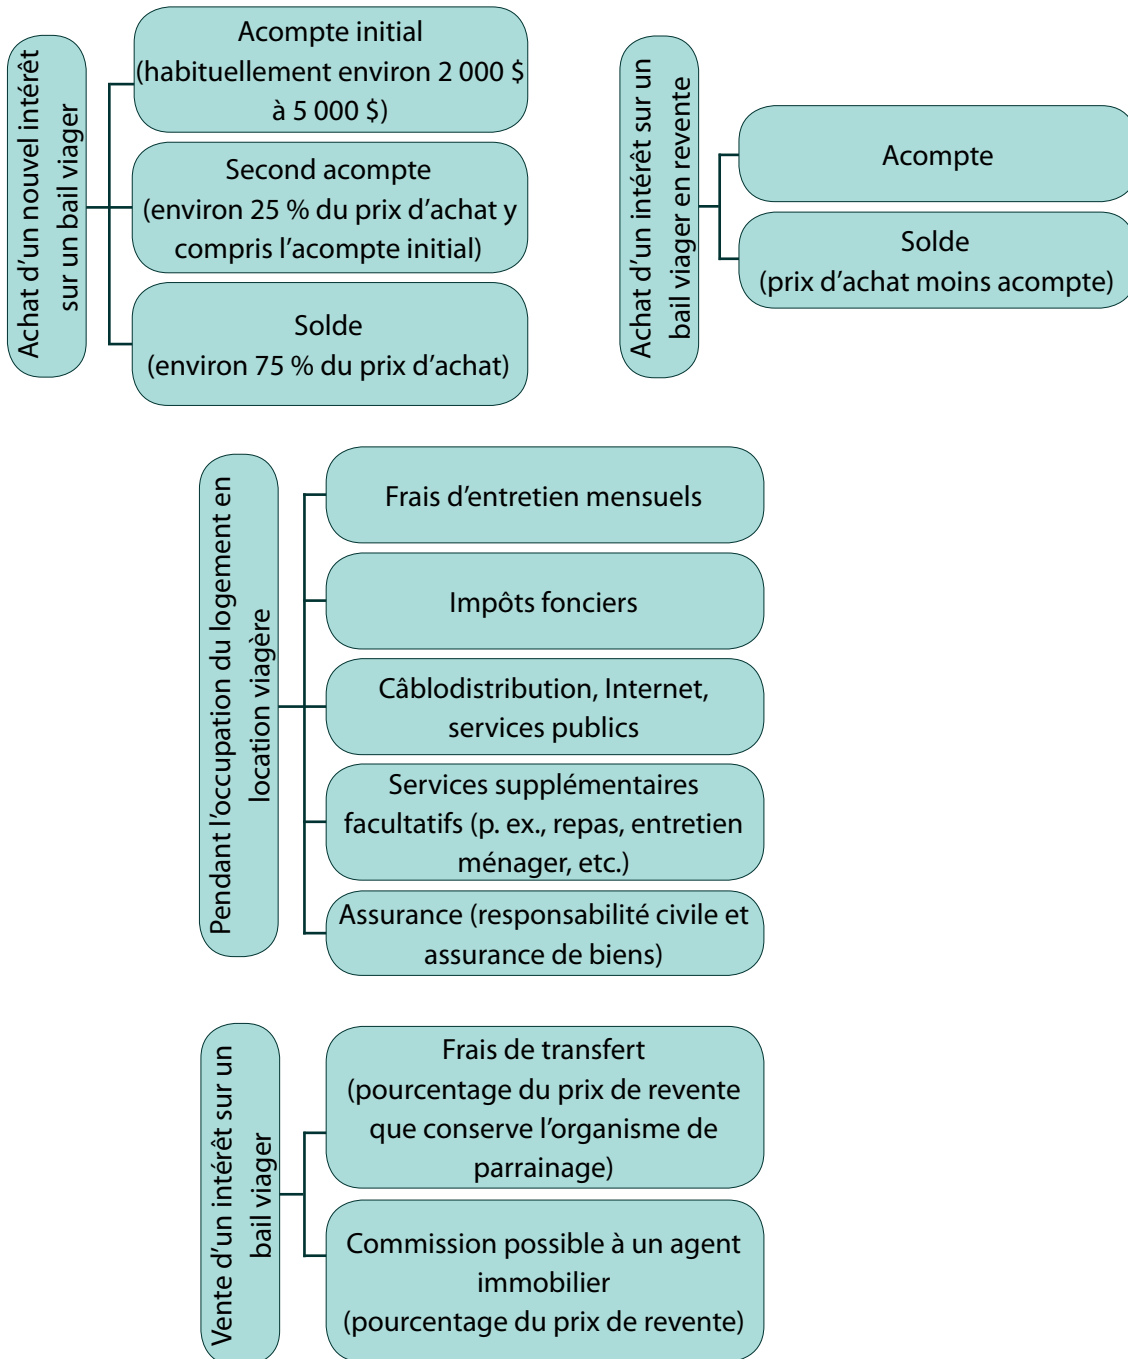 Achat d’un nouvel intérêt
sur un bail viager
Acompte initial
(habituellement environ 2 000 $
à 5 000 $)
Second acompte
(environ 25 % du prix d’achat y
compris l’acompte initial)
Solde
(environ 75 % du prix d’achat)
Achat d’un intérêt sur un
bail viager en revente
Acompte
Solde
(prix d’achat moins acompte)
Pendant l’occupation du logement en
location viagère
Frais d’entretien mensuels
Impôts fonciers
Câblodistribution, Internet,
services publics
Services supplémentaires
facultatifs (p. ex., repas, entretien
ménager, etc.)
Assurance (responsabilité civile et
assurance de biens)
Vente d’un intérêt sur un
bail viager
Frais de transfert
(pourcentage du prix de revente
que conserve l’organisme de
parrainage)
Commission possible à un agent
immobilier
(pourcentage du prix de revente)